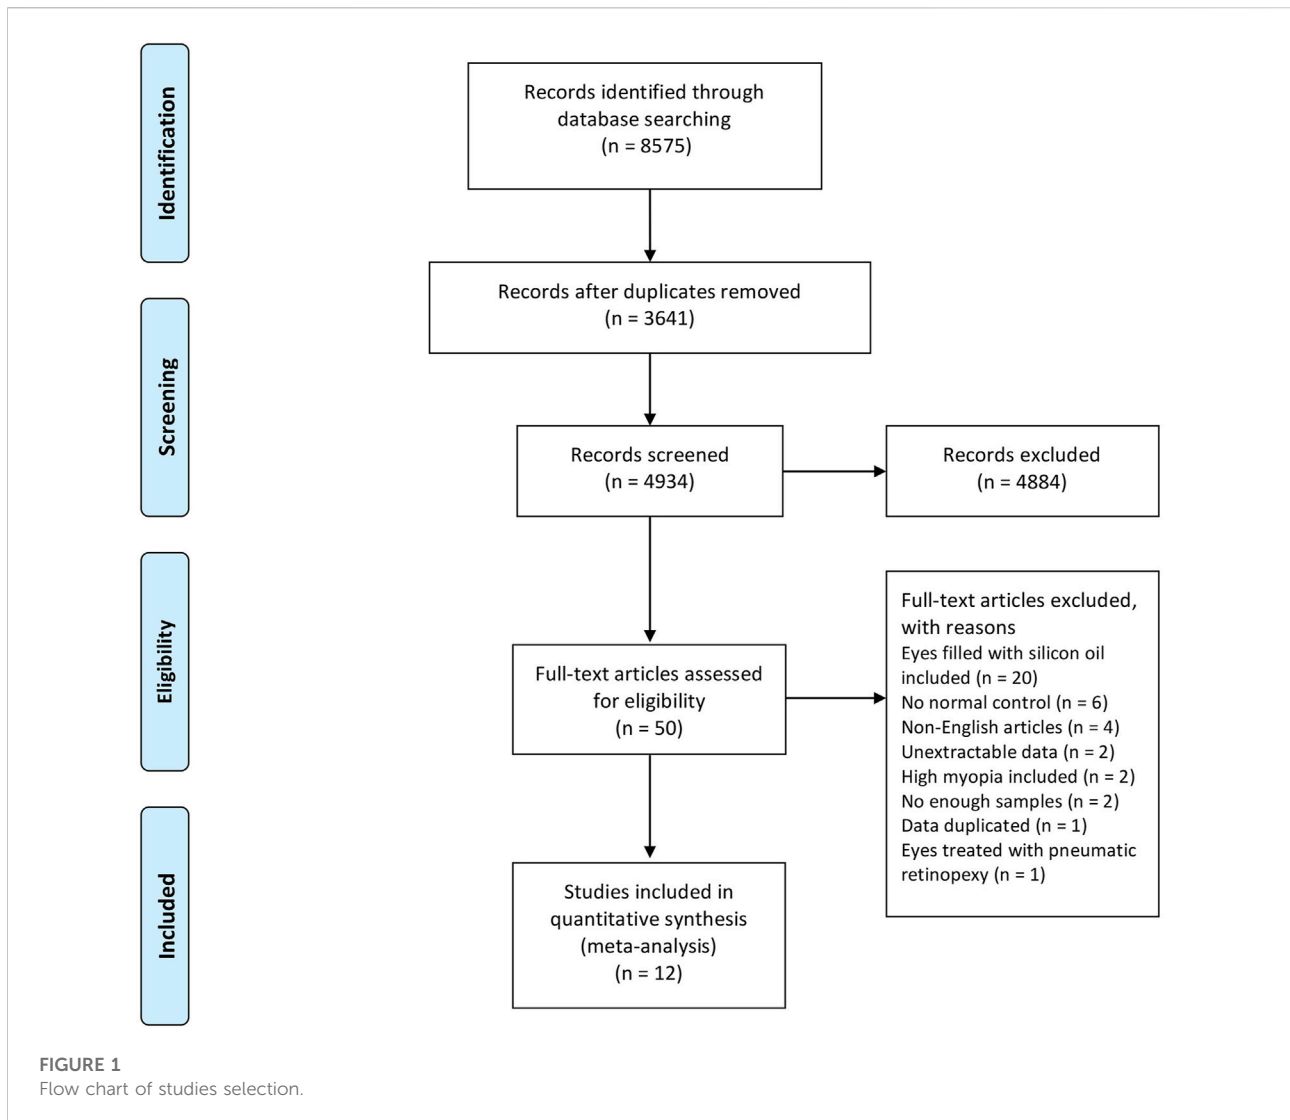 Identification
Records identified through
database searching
(n = 8575)
Records after duplicates removed
(n = 3641)
Screening
Records screened
(n = 4934)
Records excluded
(n = 4884)
Eligibility
Full-text articles assessed
for eligibility
(n = 50)
Full-text articles excluded,
with reasons
Eyes filled with silicon oil
included (n = 20)
No normal control (n = 6)
Non-English articles (n = 4)
Unextractable data (n = 2)
High myopia included (n = 2)
No enough samples (n = 2)
Data duplicated (n = 1)
Eyes treated with pneumatic
retinopexy (n = 1)
Included
Studies included in
quantitative synthesis
(meta-analysis)
(n = 12)
FIGURE 1
Flow chart of studies selection.